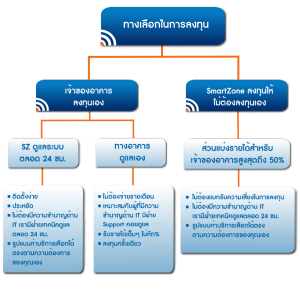 ทางเลือกในการลงทุน
เจ้าของอาคาร
ลงทุนเอง
SmartZone ลงทุนให้
ไม่ต้องลงทุนเอง
SZ ดูแลระบบ
ตลอด 24 ชม.
ทางอาคาร
ดูแลเอง
ส่วนแบ่งรายได้สำหรับ
เจ้าของอาคารสูงสุดถึง 50%
ติดตั้งง่าย
ประหยัด
ไม่ต้องมีความชำนาญด้าน
IT เรามีฝ่ายเทคนิคดูแล
ตลอด 24 ชม.
รูปแบบค่าบริการเลือกได้
ตรงตามความต้องการ
ของคุณเอง
ไม่ต้องจ่ายรายเดือน
เหมาะสมกับผู้ที่มีความ
ชำนาญด้าน IT มีฝ่าย
Support คอยดูแล
รับรายได้เต็มๆ ไม่หัก%
ลงทุนครั้งเดียว
ไม่ต้องแบกรับความเสี่ยงในการลงทุน
ไม่ต้องมีความชำนาญด้าน
IT เรามีฝ่ายเทคนิคดูแลตลอด 24 ชม.
รูปแบบค่าบริการเลือกได้ตรง
ตามความต้องการของคุณเอง